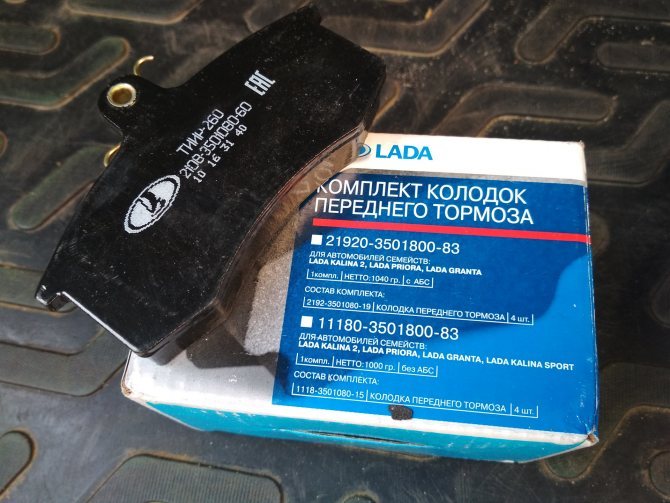 ТИИР-260
2108-3501080-60
10 16 31 40
EAC
LADA
КОМПЛЕКТ КОЛОДОК
ПЕРЕДНЕГО ТОРМОЗА
21920-3501800-83
ДЛЯ АВТОМОБИЛЕЙ СЕМЕЙСТВ:
LADA KALINA 2, LADA PRIORA, LADA GRANTA
1компл. НЕТТО:1040 гр. с АБС
СОСТАВ КОМПЛЕКТА:
2192-3501080-19 КОЛОДКА ПЕРЕДНЕГО ТОРМОЗА 4 шт.
11180-3501800-83
ДЛЯ АВТОМОБИЛЕЙ СЕМЕЙСТВ:
LADA KALINA 2, LADA PRIORA, LADA GRANTA, LADA KALINA SPORT
1компл. НЕТТО:1000 гр. без АБС
СОСТАВ КОМПЛЕКТА:
1118-3501080-15 КОЛОДКА ПЕРЕДНЕГО ТОРМОЗА 4 шт.